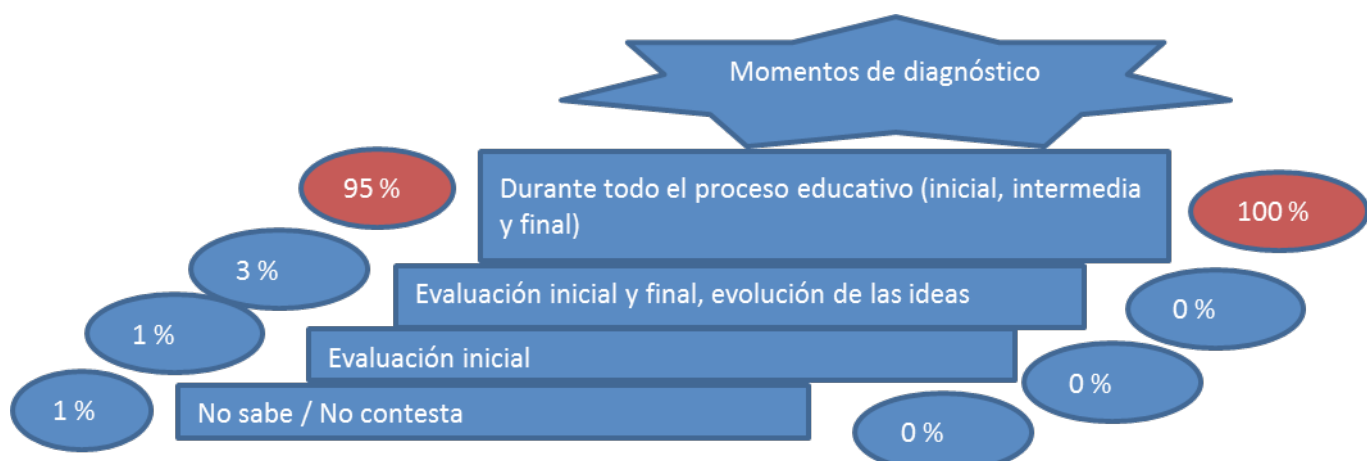 Momentos de diagnóstico
95 %
Durante todo el proceso educativo (inicial, intermedia
y final)
100 %
3 %
Evaluación inicial y final, evolución de las ideas
0 %
1 %
Evaluación inicial
0 %
1 %
No sabe / No contesta
0 %